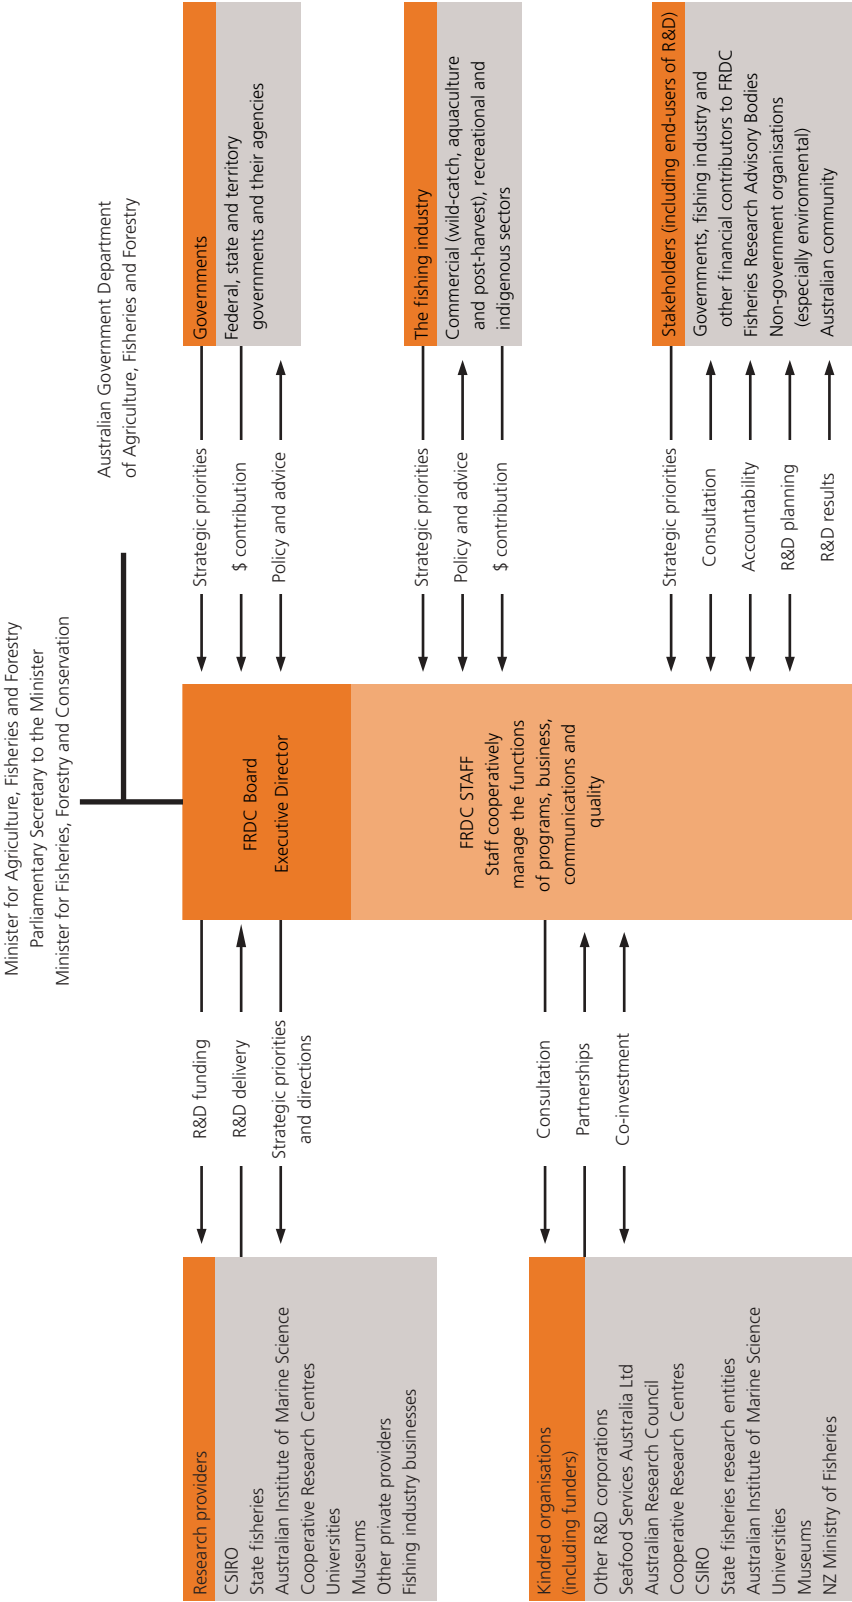 Minister for Agriculture, Fisheries and Forestry
Parliamentary Secretary to the Minister
Minister for Fisheries, Forestry and Conservation
Australian Government Department
of Agriculture, Fisheries and Forestry
Research providers
CSIRO
State fisheries
Australian Institute of Marine Science
Cooperative Research Centres
Universities
Museums
Other private providers
Fishing industry businesses
R&D funding
R&D delivery
Strategic priorities
and directions
Kindred organisations
(including funders)
Other R&D corporations
Seafood Services Australia Ltd
Australian Research Council
Cooperative Research Centres
CSIRO
State fisheries research entities
Australian Institute of Marine Science
Universities
Museums
NZ Ministry of Fisheries
Consultation
Partnerships
Co-investment
FRDC Board
Executive Director
FRDC STAFF
Staff cooperatively
manage the functions
of programs, business,
communications and
quality
Strategic priorities
$ contribution
Policy and advice
Governments
Federal, state and territory
governments and their agencies
Strategic priorities
Policy and advice
$ contribution
The fishing industry
Commercial (wild-catch, aquaculture
and post-harvest), recreational and
indigenous sectors
Strategic priorities
Consultation
Accountability
R&D planning
R&D results
Stakeholders (including end-users of R&D)
Governments, fishing industry and
other financial contributors to FRDC
Fisheries Research Advisory Bodies
Non-government organisations
(especially environmental)
Australian community